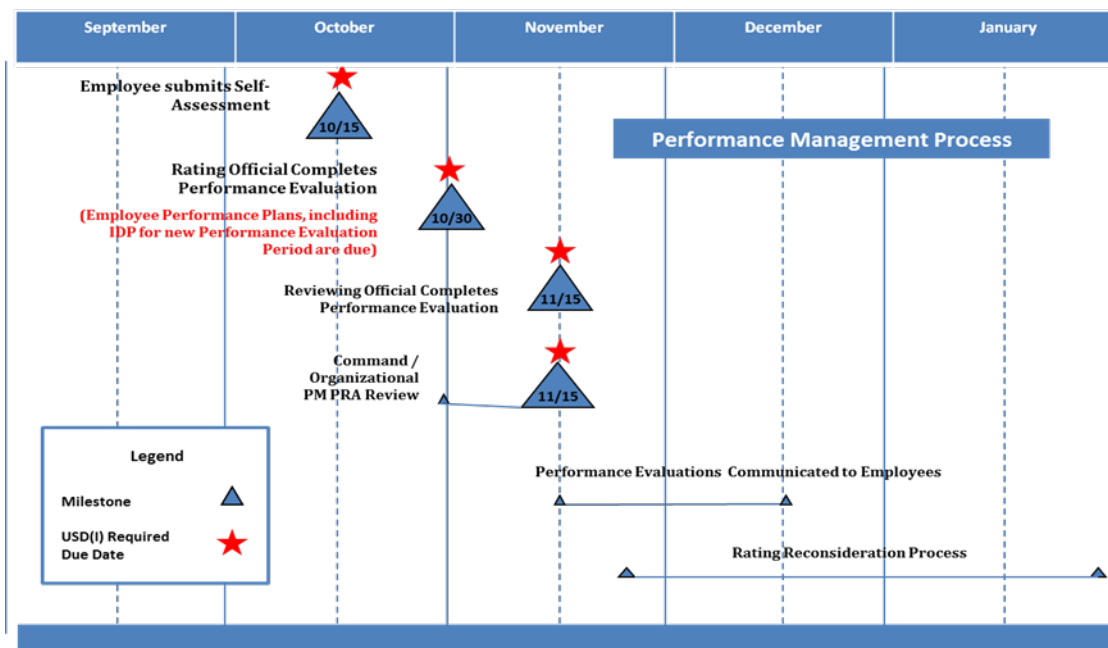 September
October
November
December
January
Employee submits Self-
Assessment
10/15
Performance Management Process
Rating Official Completes
Performance Evaluation
10/30
(Employee Performance Plans, including
IDP for new Performance Evaluation
Period are due)
Reviewing Official Completes
Performance Evaluation
11/15
Command /
Organizational
PM PRA Review
11/15
Legend
Milestone
USD(I) Required
Due Date
Performance Evaluations Communicated to Employees
Rating Reconsideration Process